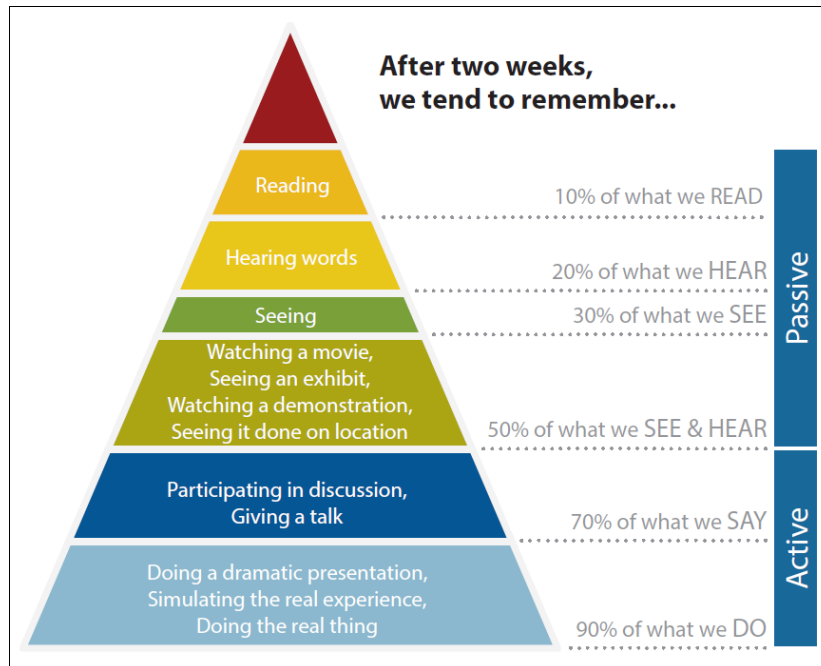 After two weeks,
we tend to remember...
Reading
10% of what we READ
Hearing words
20% of what we HEAR
Seeing
30% of what we SEE
Watching a movie,
Seeing an exhibit,
Watching a demonstration,
Seeing it done on location
50% of what we SEE & HEAR
Passive
Participating in discussion,
Giving a talk
70% of what we SAY
Doing a dramatic presentation,
Simulating the real experience,
Doing the real thing
90% of what we DO
Active